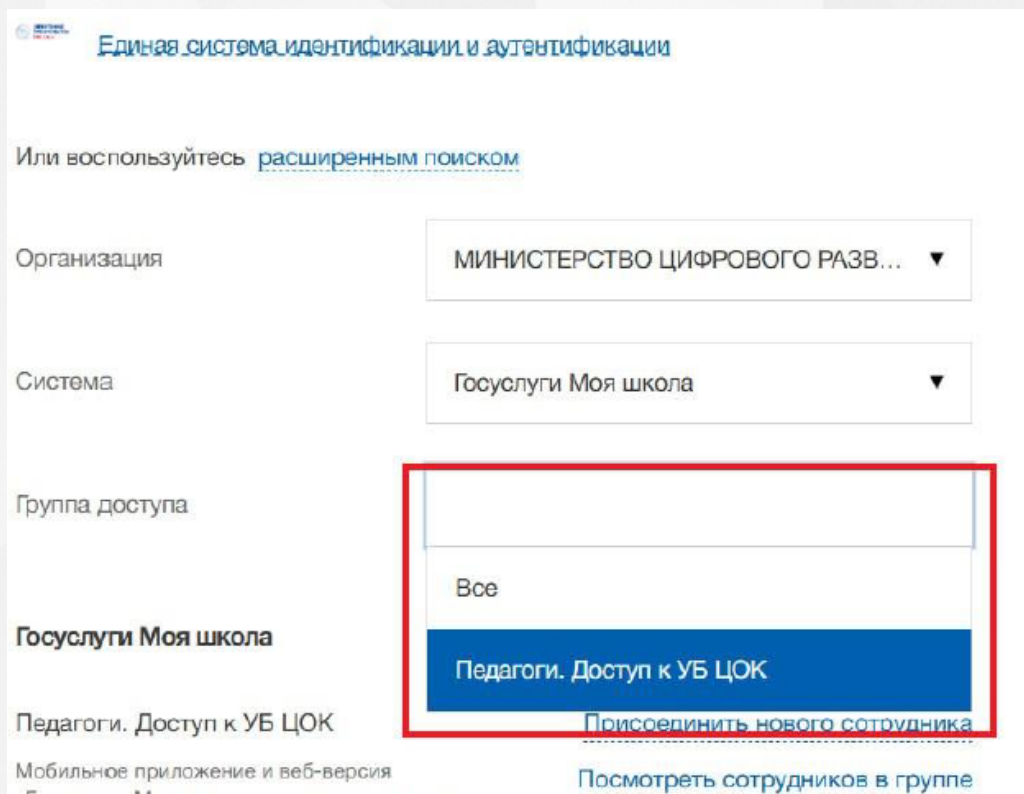 Единая система идентификации и аутентификации
Или воспользуйтесь расширенным поиском
Организация
МИНИСТЕРСТВО ЦИФРОВОГО РАЗВ... ▼
Система
Госуслуги Моя школа ▼
Группа доступа
Все
Педагоги. Доступ к УБ ЦОК
Госуслуги Моя школа
Педагоги. Доступ к УБ ЦОК
Присоединить нового сотрудника
Мобильное приложение и веб-версия
Посмотреть сотрудников в группе